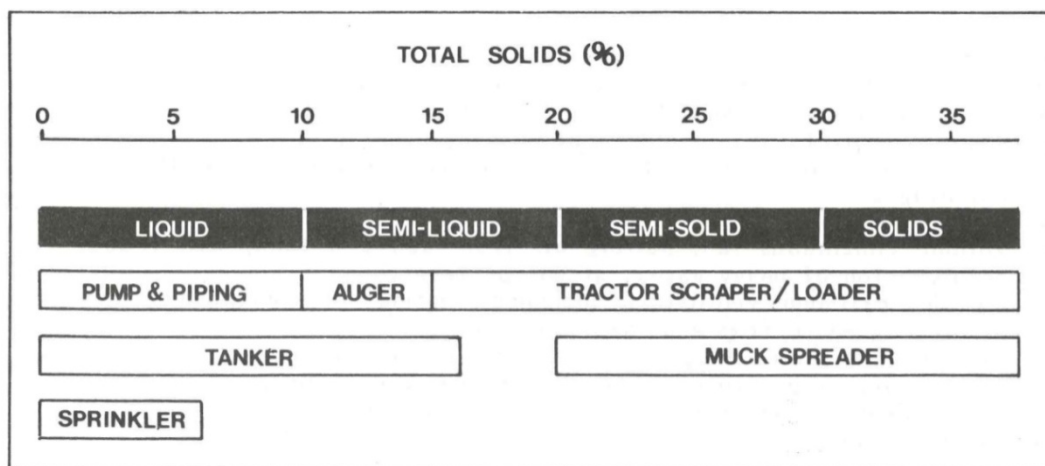 TOTAL SOLIDS (%)
0 5 10 15 20 25 30 35
LIQUID SEMI-LIQUID SEMI-SOLID SOLIDS
PUMP & PIPING AUGER TRACTOR SCRAPER/LOADER
TANKER MUCK SPREADER
SPRINKLER